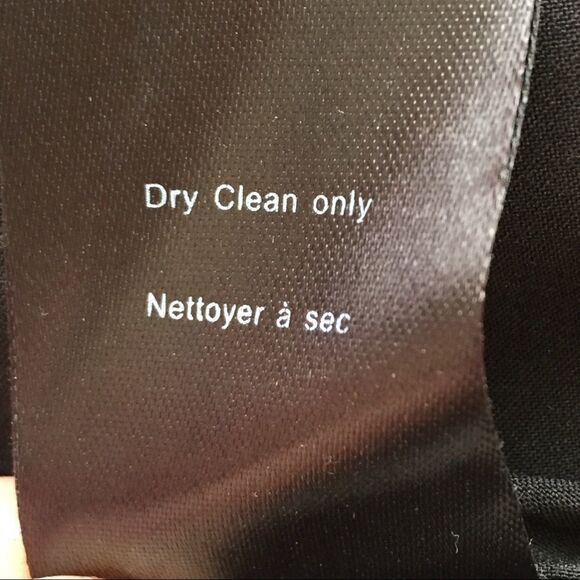 Dry Clean only
Nettoyer à sec